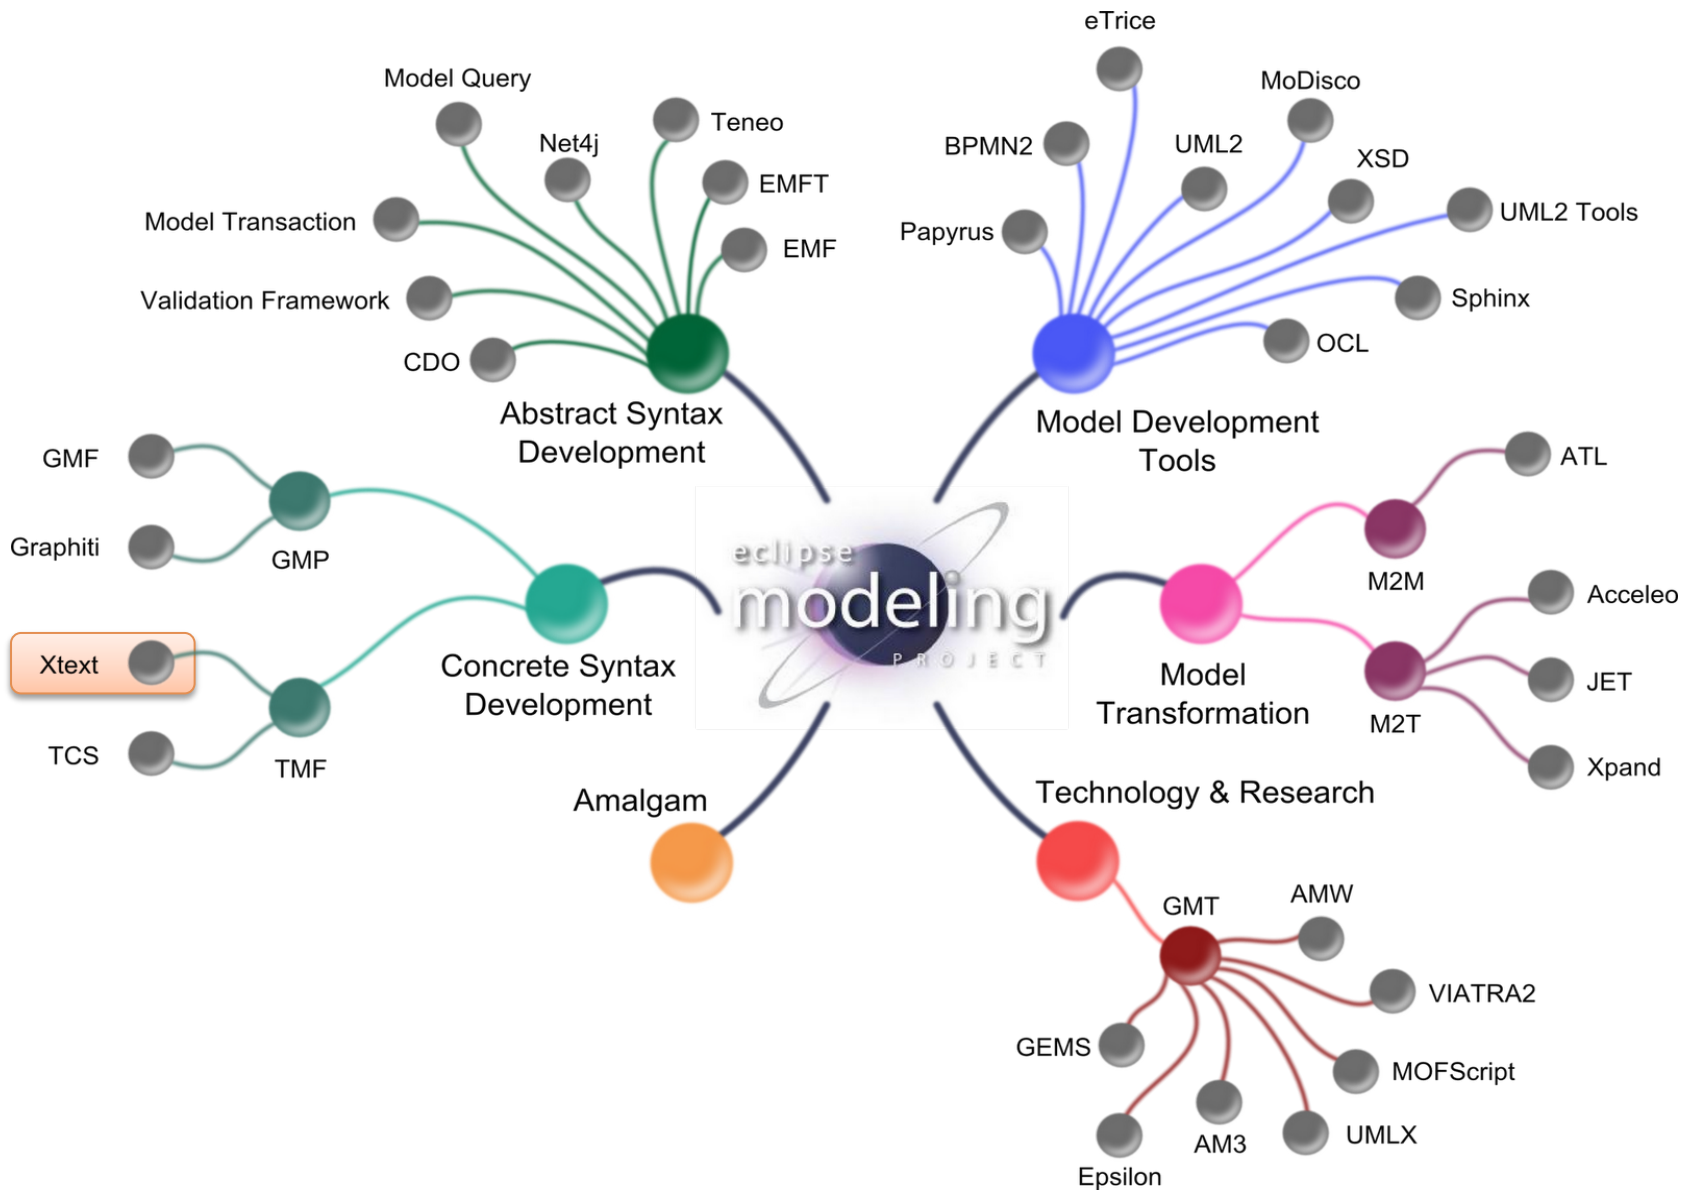 eTrice
Model Query
MoDisco
Teneo
Net4j
BPMN2
UML2
XSD
EMFT
Model Transaction
UML2 Tools
Papyrus
EMF
Validation Framework
Sphinx
CDO
OCL
Abstract Syntax
Development
Model Development
Tools
GMF
ATL
Graphiti
GMP
eclipse
modeling
PROJECT
M2M
Acceleo
Xtext
Concrete Syntax
Development
Model
Transformation
JET
M2T
TCS
TMF
Xpand
Amalgam
Technology & Research
GMT
AMW
VIATRA2
GEMS
MOFScript
AM3
UMLX
Epsilon